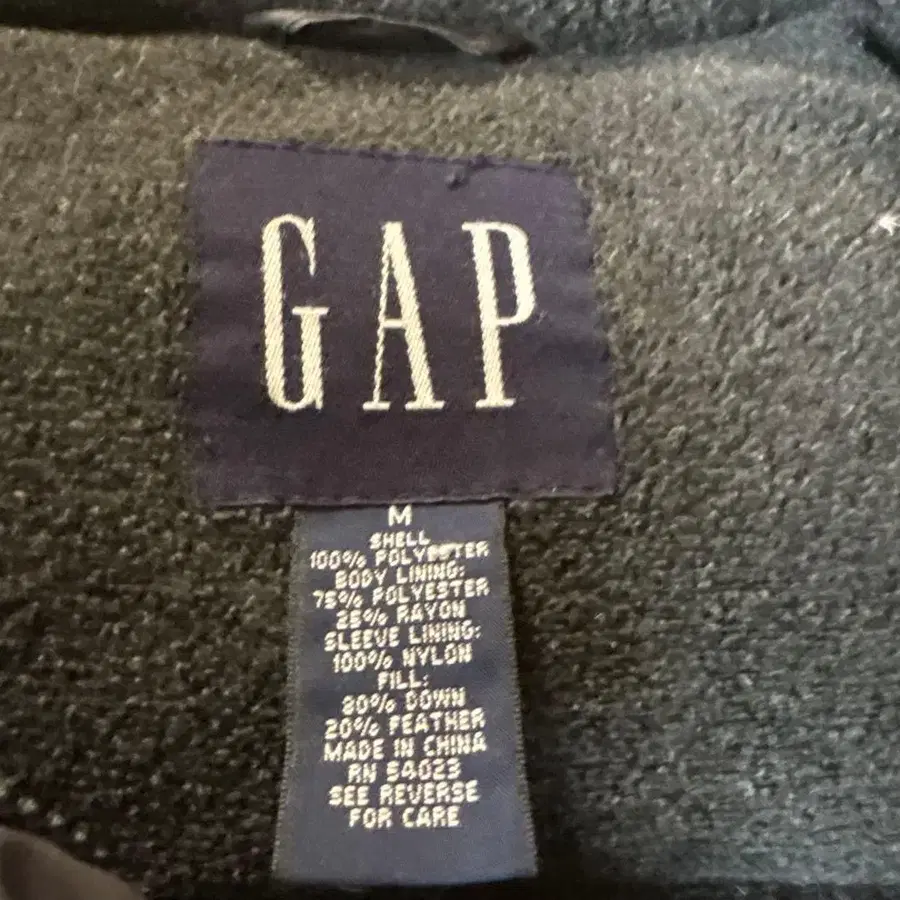 GAP
M
SHELL
100% POLYESTER
BODY LINING:
75% POLYESTER
25% RAYON
SLEEVE LINING:
100% NYLON
FILL:
80% DOWN
20% FEATHER
MADE IN CHINA
RN 54023
SEE REVERSE
FOR CARE